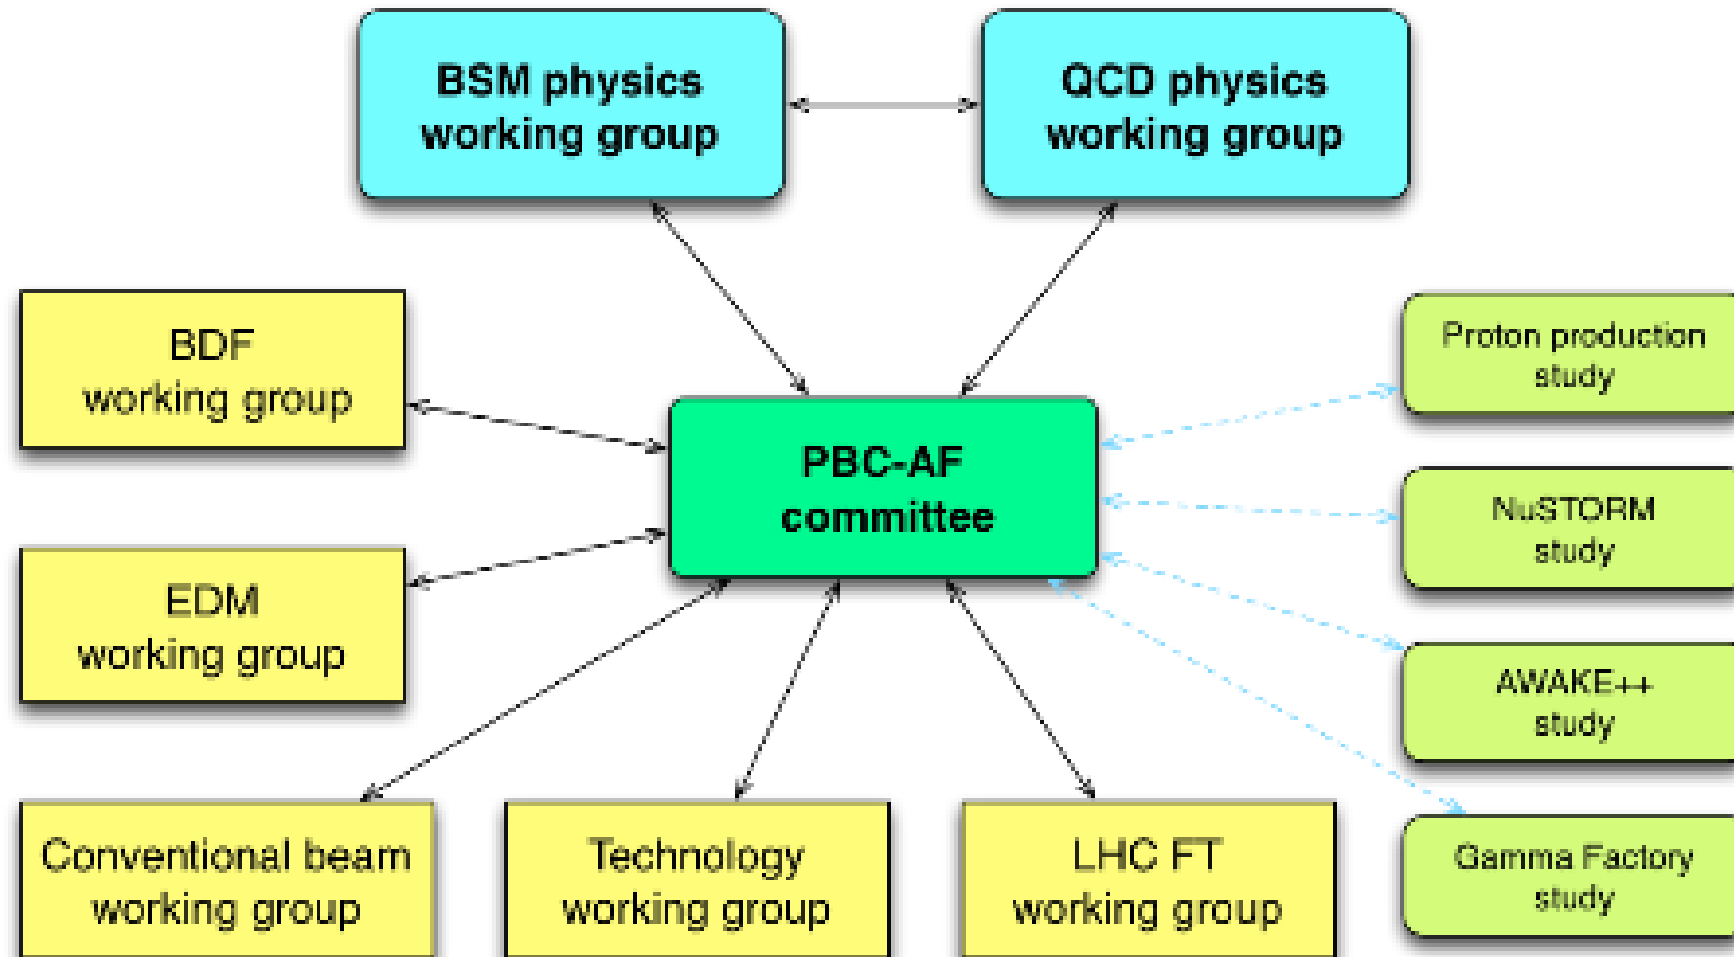 BSM physics
working group
QCD physics
working group
BDF
working group
Proton production
study
PBC-AF
committee
NuSTORM
study
EDM
working group
AWAKE++
study
Conventional beam
working group
Technology
working group
LHC FT
working group
Gamma Factory
study